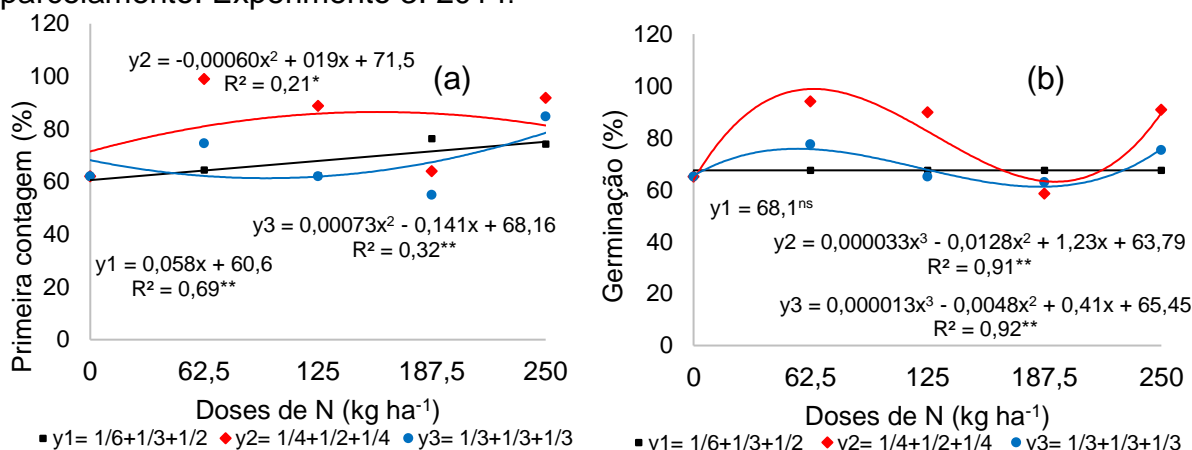 parcelamento. Experimento 2014.
120
100
80
60
40
20
0
Primeira contagem (%)
y2 = -0,00060x² + 019x + 71,5
R² = 0,21*
(a)
y3 = 0,00073x² - 0,141x + 68,16
R² = 0,32**
y1 = 0,058x + 60,6
R² = 0,69**
0 62,5 125 187,5 250
Doses de N (kg ha⁻¹)
y1= 1/6+1/3+1/2 y2= 1/4+1/2+1/4 y3= 1/3+1/3+1/3
120
100
80
60
40
20
0
Germinação (%)
(b)
y1 = 68,1ⁿˢ
y2 = 0,000033x³ - 0,0128x² + 1,23x + 63,79
R² = 0,91**
y3 = 0,000013x³ - 0,0048x² + 0,41x + 65,45
R² = 0,92**
0 62,5 125 187,5 250
Doses de N (kg ha⁻¹)
y1= 1/6+1/3+1/2 y2= 1/4+1/2+1/4 y3= 1/3+1/3+1/3